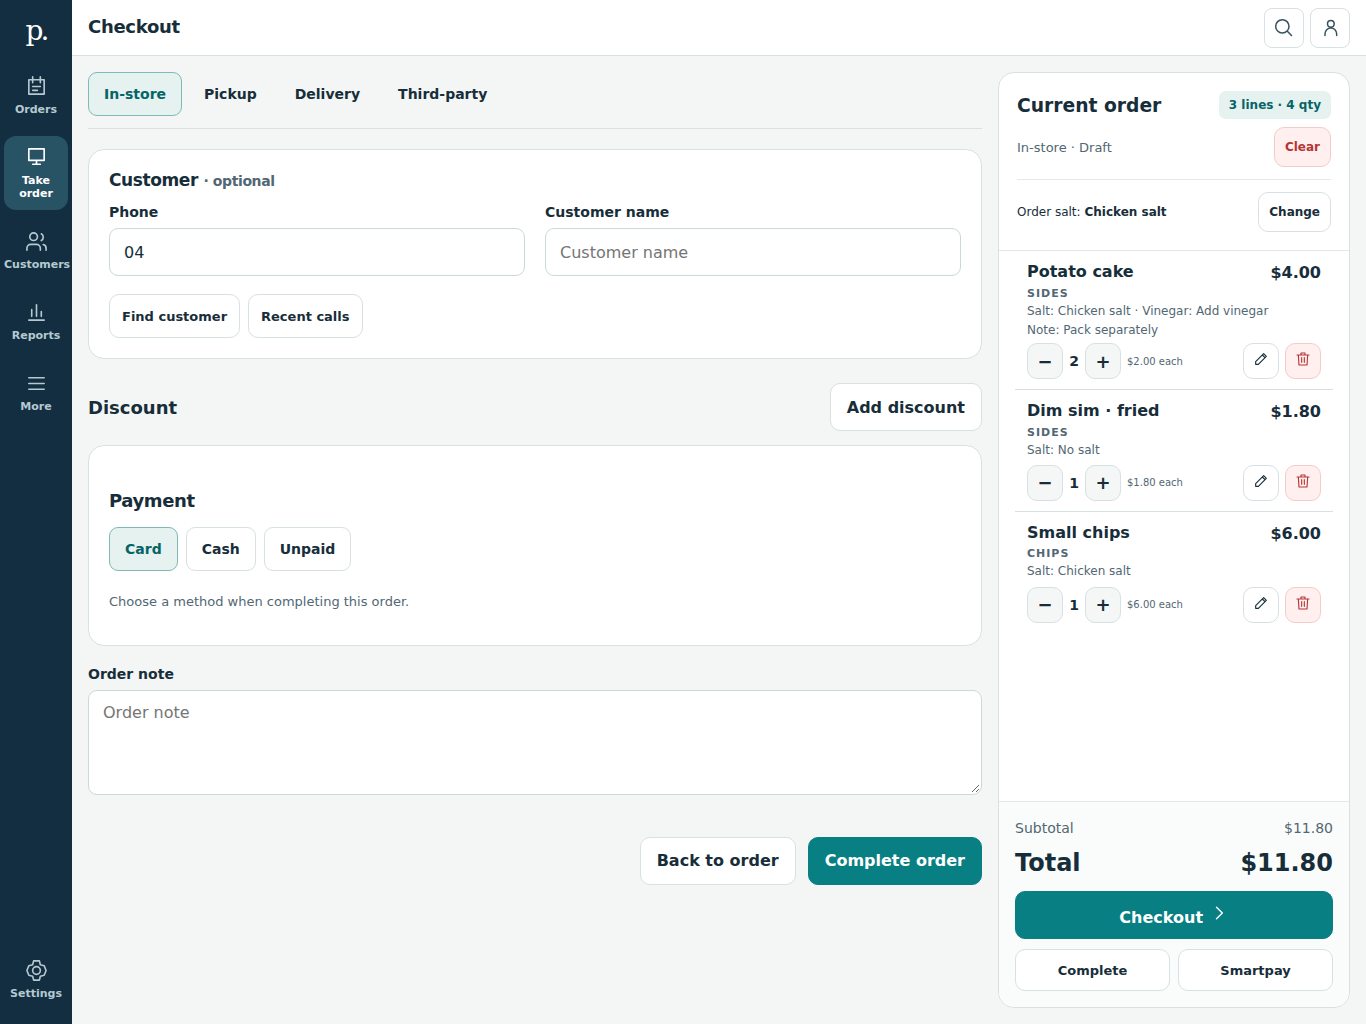 p.
Orders
Take
order
Customers
Reports
More
Settings
Checkout
In-store
Pickup
Delivery
Third-party
Customer · optional
Phone
Customer name
04
Customer name
Find customer
Recent calls
Discount
Add discount
Payment
Card
Cash
Unpaid
Choose a method when completing this order.
Order note
Order note
Back to order
Complete order
Current order
3 lines · 4 qty
In-store · Draft
Clear
Order salt: Chicken salt
Change
Potato cake
$4.00
SIDES
Salt: Chicken salt · Vinegar: Add vinegar
Note: Pack separately
− 2 + $2.00 each
Dim sim · fried
$1.80
SIDES
Salt: No salt
− 1 + $1.80 each
Small chips
$6.00
CHIPS
Salt: Chicken salt
− 1 + $6.00 each
Subtotal
$11.80
Total
$11.80
Checkout
Complete
Smartpay